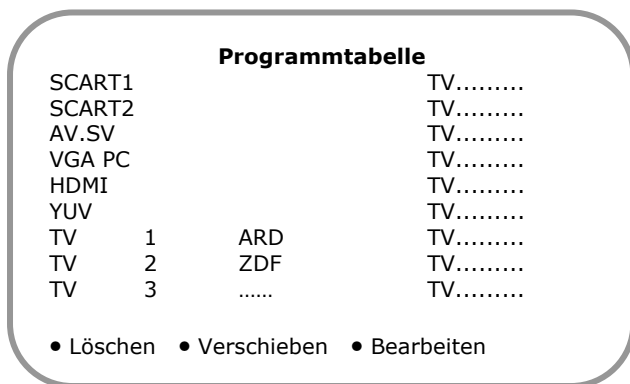 Programmtabelle
SCART1 TV.........
SCART2 TV.........
AV.SV TV.........
VGA PC TV.........
HDMI TV.........
YUV TV.........
TV 1 ARD TV.........
TV 2 ZDF TV.........
TV 3 ...... TV.........
• Löschen • Verschieben • Bearbeiten